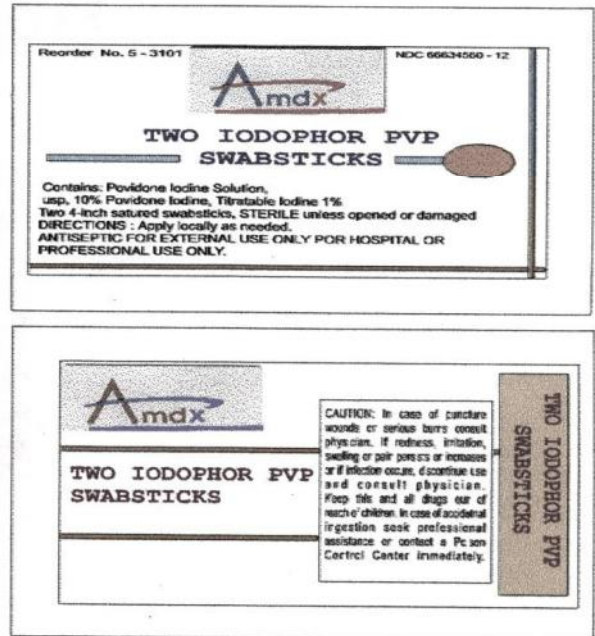 Reorder No. 5 - 3101
NDC 66634560 - 12
Amdx
TWO IODOPHOR PVP
SWABSTICKS
Contains: Povidone Iodine Solution,
usp, 10% Povidone Iodine, Titratable Iodine 1%
Two 4-inch satured swabsticks, STERILE unless opened or damaged
DIRECTIONS : Apply locally as needed.
ANTISEPTIC FOR EXTERNAL USE ONLY POR HOSPITAL OR
PROFESSIONAL USE ONLY.
Amdx
TWO IODOPHOR PVP
SWABSTICKS
CAUTION: In case of puncture
wounds or serious burns consult
physician. If redness, irritation,
swelling or pair persists or increases
or if infection occurs, discontinue use
and consult physician.
Keep this and all drugs our of
reach of children. In case of accidetnal
ingestion seek professional
assistance or contact a Poison
Control Center immediately.
TWO IODOPHOR PVP
SWABSTICKS